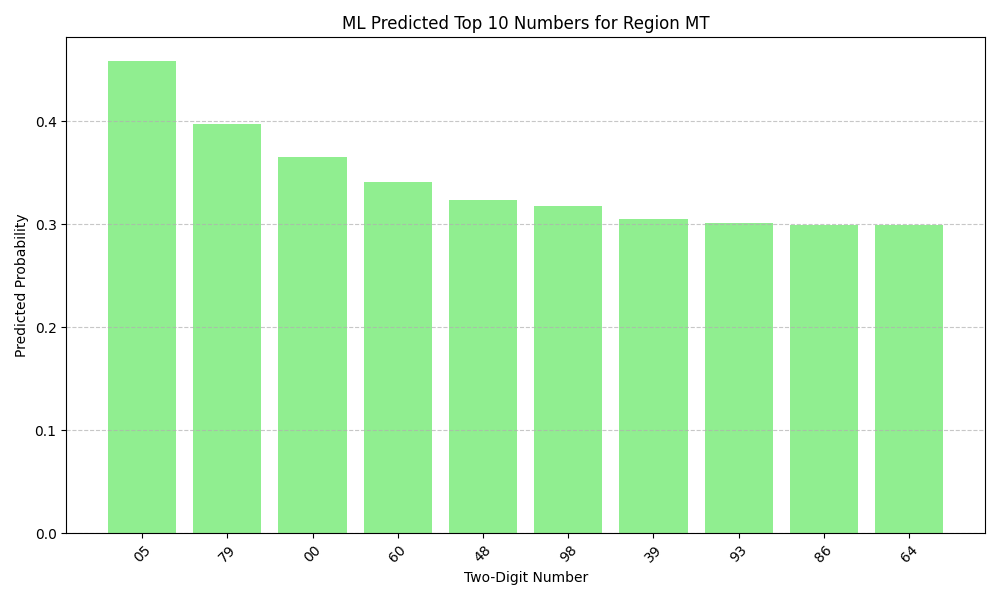 ML Predicted Top 10 Numbers for Region MT
Predicted Probability
0.4
0.3
0.2
0.1
0.0
05 79 00 60 48 98 39 93 86 64
Two-Digit Number